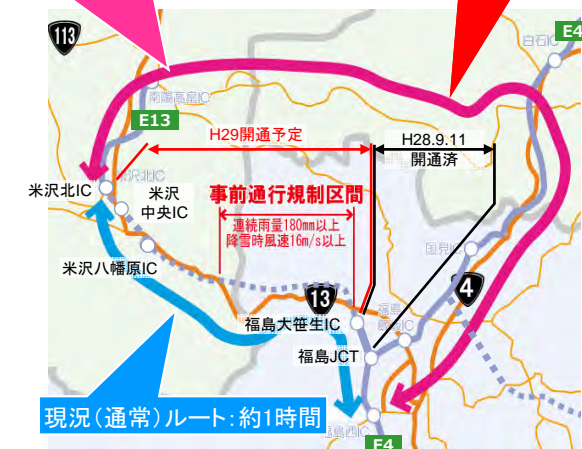 113
白石IC
E4
南陽高畠IC
E13
H29開通予定
H28.9.11
開通済
米沢北IC
米沢北IC
米沢
中央IC
事前通行規制区間
連続雨量180mm以上
降雪時風速16m/s以上
国見IC
米沢八幡原IC
13
4
福島大笹生IC
福島
飯坂IC
福島JCT
現況(通常)ルート:約1時間
福島西IC
E4